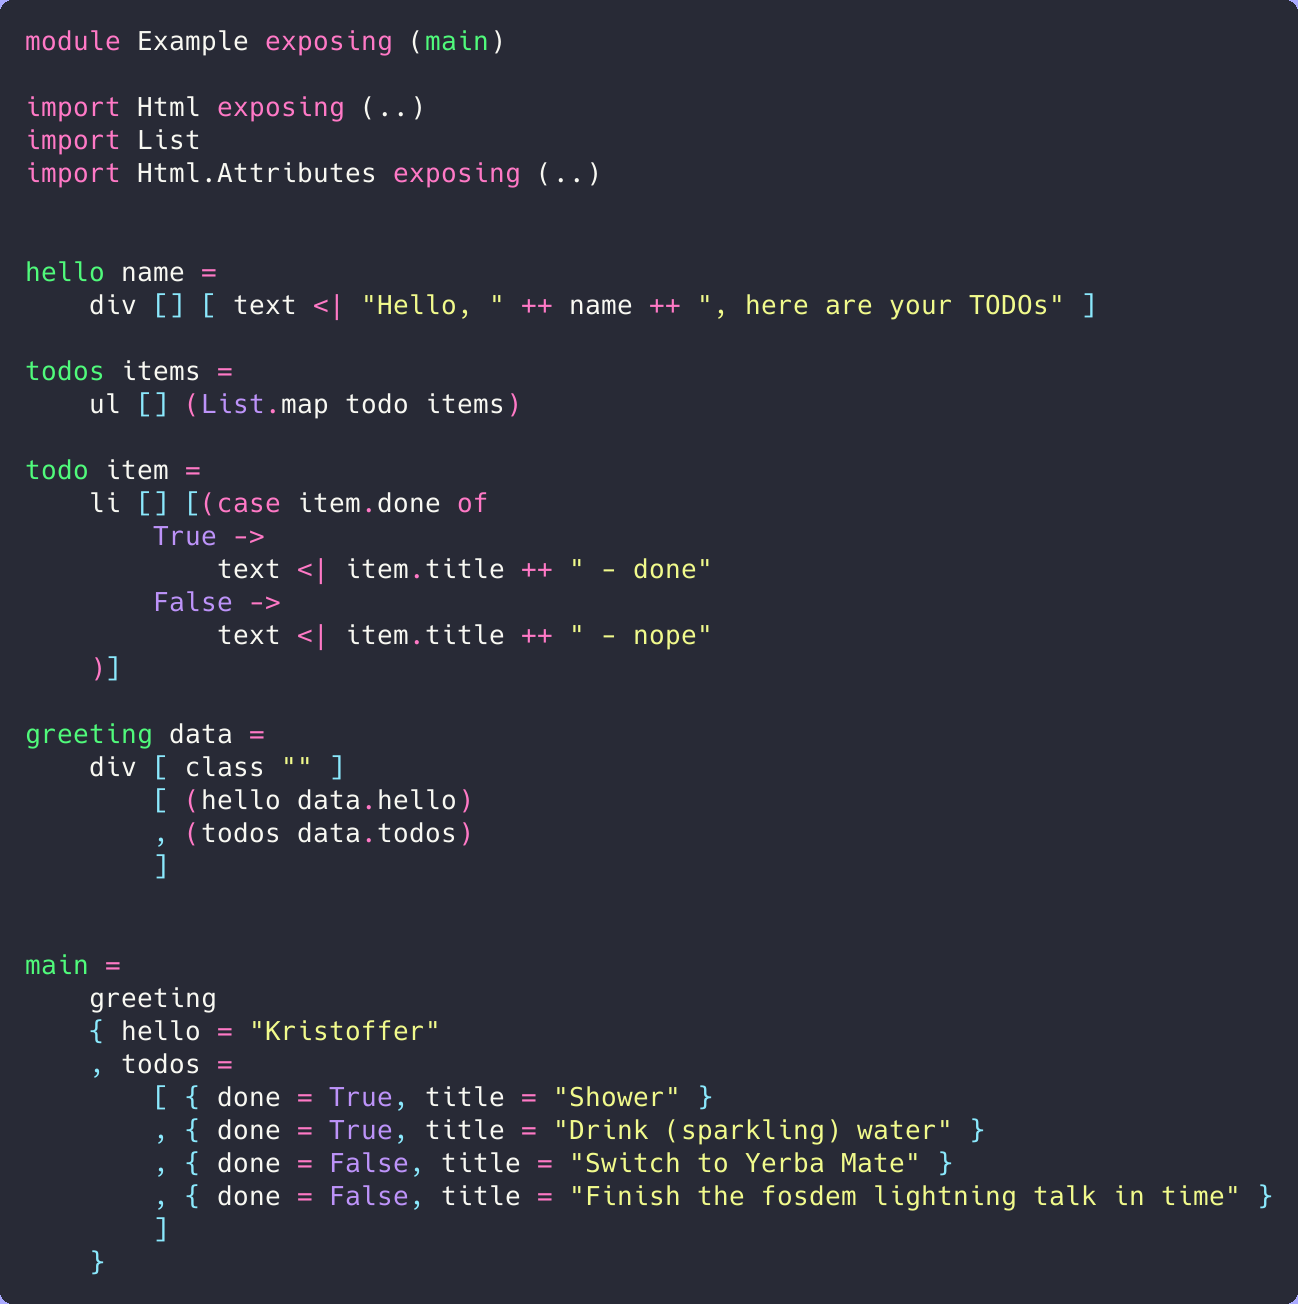 module Example exposing (main)

import Html exposing (..)
import List
import Html.Attributes exposing (..)


hello name =
    div [] [ text <| "Hello, " ++ name ++ ", here are your TODOs" ]

todos items =
    ul [] (List.map todo items)

todo item =
    li [] [(case item.done of
        True ->
            text <| item.title ++ " - done"
        False ->
            text <| item.title ++ " - nope"
    )]

greeting data =
    div [ class "" ]
        [ (hello data.hello)
        , (todos data.todos)
        ]


main =
    greeting
    { hello = "Kristoffer"
    , todos =
        [ { done = True, title = "Shower" }
        , { done = True, title = "Drink (sparkling) water" }
        , { done = False, title = "Switch to Yerba Mate" }
        , { done = False, title = "Finish the fosdem lightning talk in time" }
        ]
    }